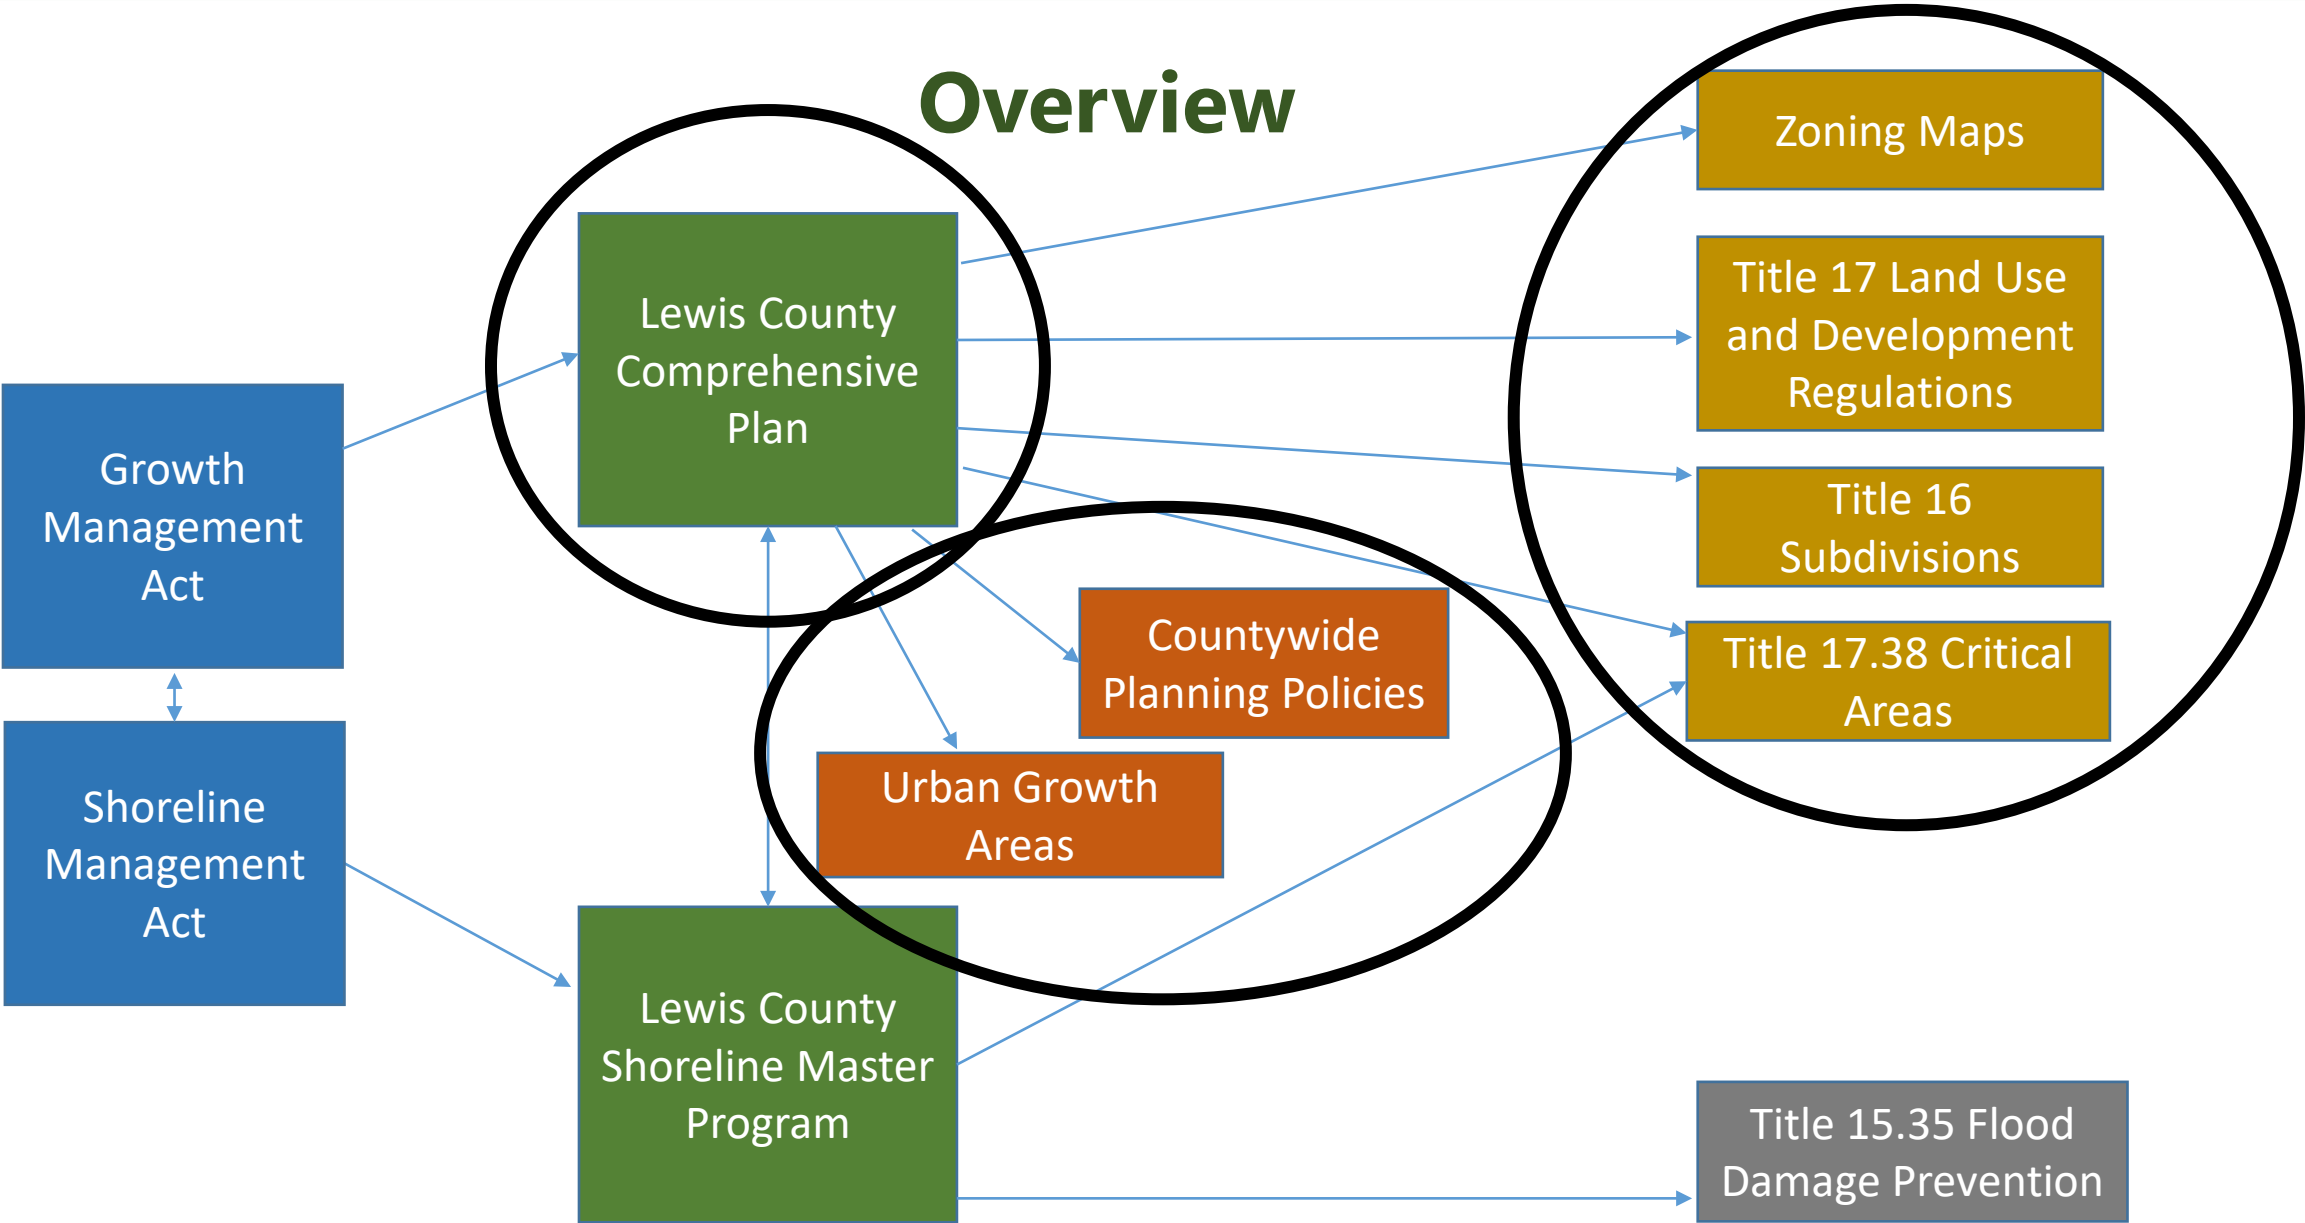 Overview
Growth
Management
Act
Shoreline
Management
Act
Lewis County
Comprehensive
Plan
Lewis County
Shoreline Master
Program
Countywide
Planning Policies
Urban Growth
Areas
Zoning Maps
Title 17 Land Use
and Development
Regulations
Title 16
Subdivisions
Title 17.38 Critical
Areas
Title 15.35 Flood
Damage Prevention